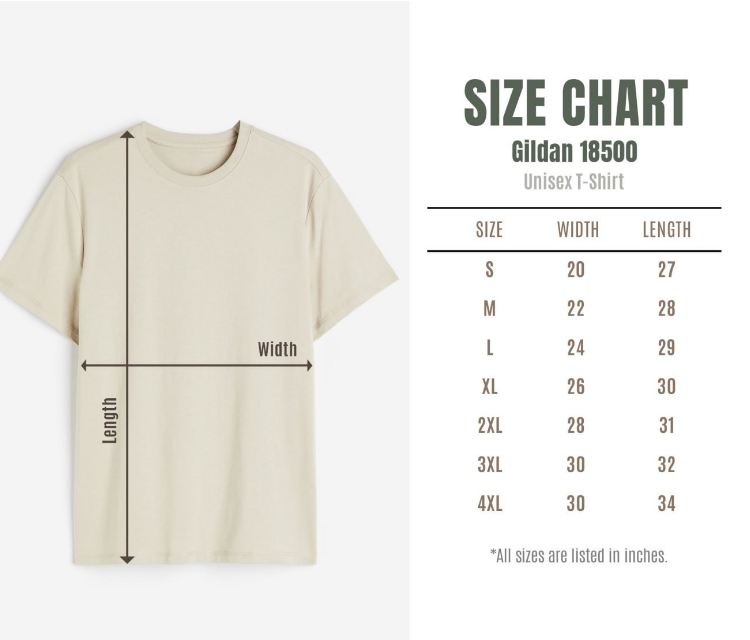 SIZE CHART
Gildan 18500
Unisex T-Shirt
SIZE WIDTH LENGTH
S 20 27
M 22 28
L 24 29
XL 26 30
2XL 28 31
3XL 30 32
4XL 30 34
*All sizes are listed in inches.
Width
Length